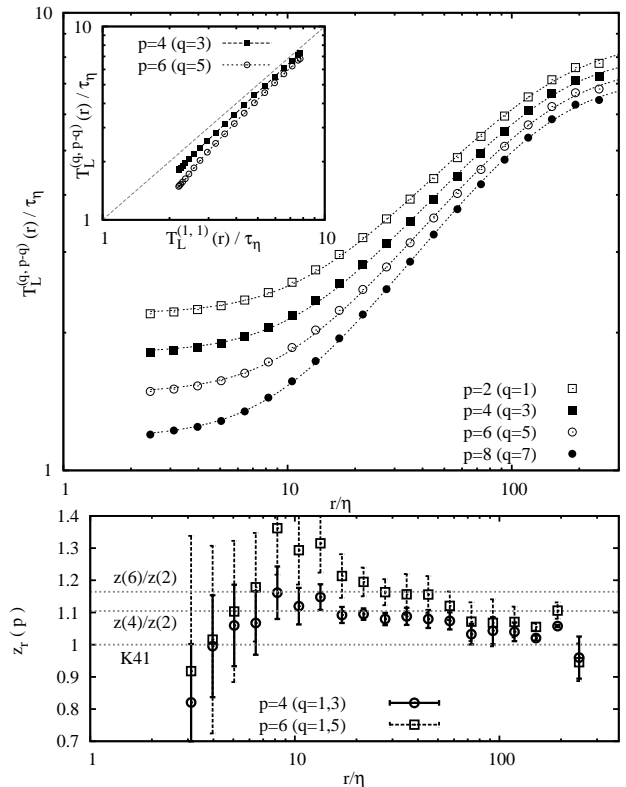 10
T_L^(q, p-q)(r) / τ_η
1
1
10
100
r/η
10
T_L^(q, p-q)(r) / τ_η
1
1
10
T_L^(1, 1)(r) / τ_η
p=4 (q=3)
p=6 (q=5)
p=2 (q=1)
p=4 (q=3)
p=6 (q=5)
p=8 (q=7)
1.4
1.3
1.2
1.1
1
0.9
0.8
0.7
z_r(p)
z(6)/z(2)
z(4)/z(2)
K41
p=4 (q=1,3)
p=6 (q=1,5)
1
10
100
r/η